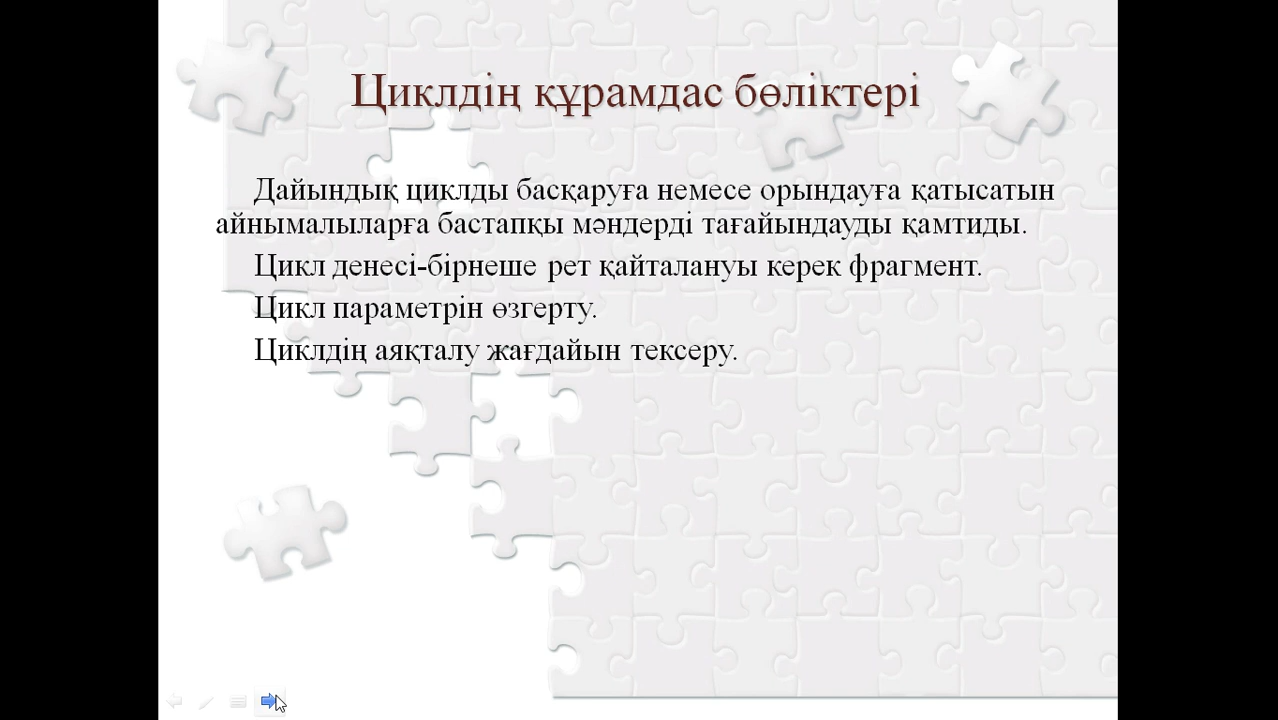 Циклдің құрамдас бөліктері
Дайындық циклды басқаруға немесе орындауға қатысатын
айнымалыларға бастапқы мәндерді тағайындауды қамтиды.
Цикл денесі-бірнеше рет қайталануы керек фрагмент.
Цикл параметрін өзгерту.
Циклдің аяқталу жағдайын тексеру.